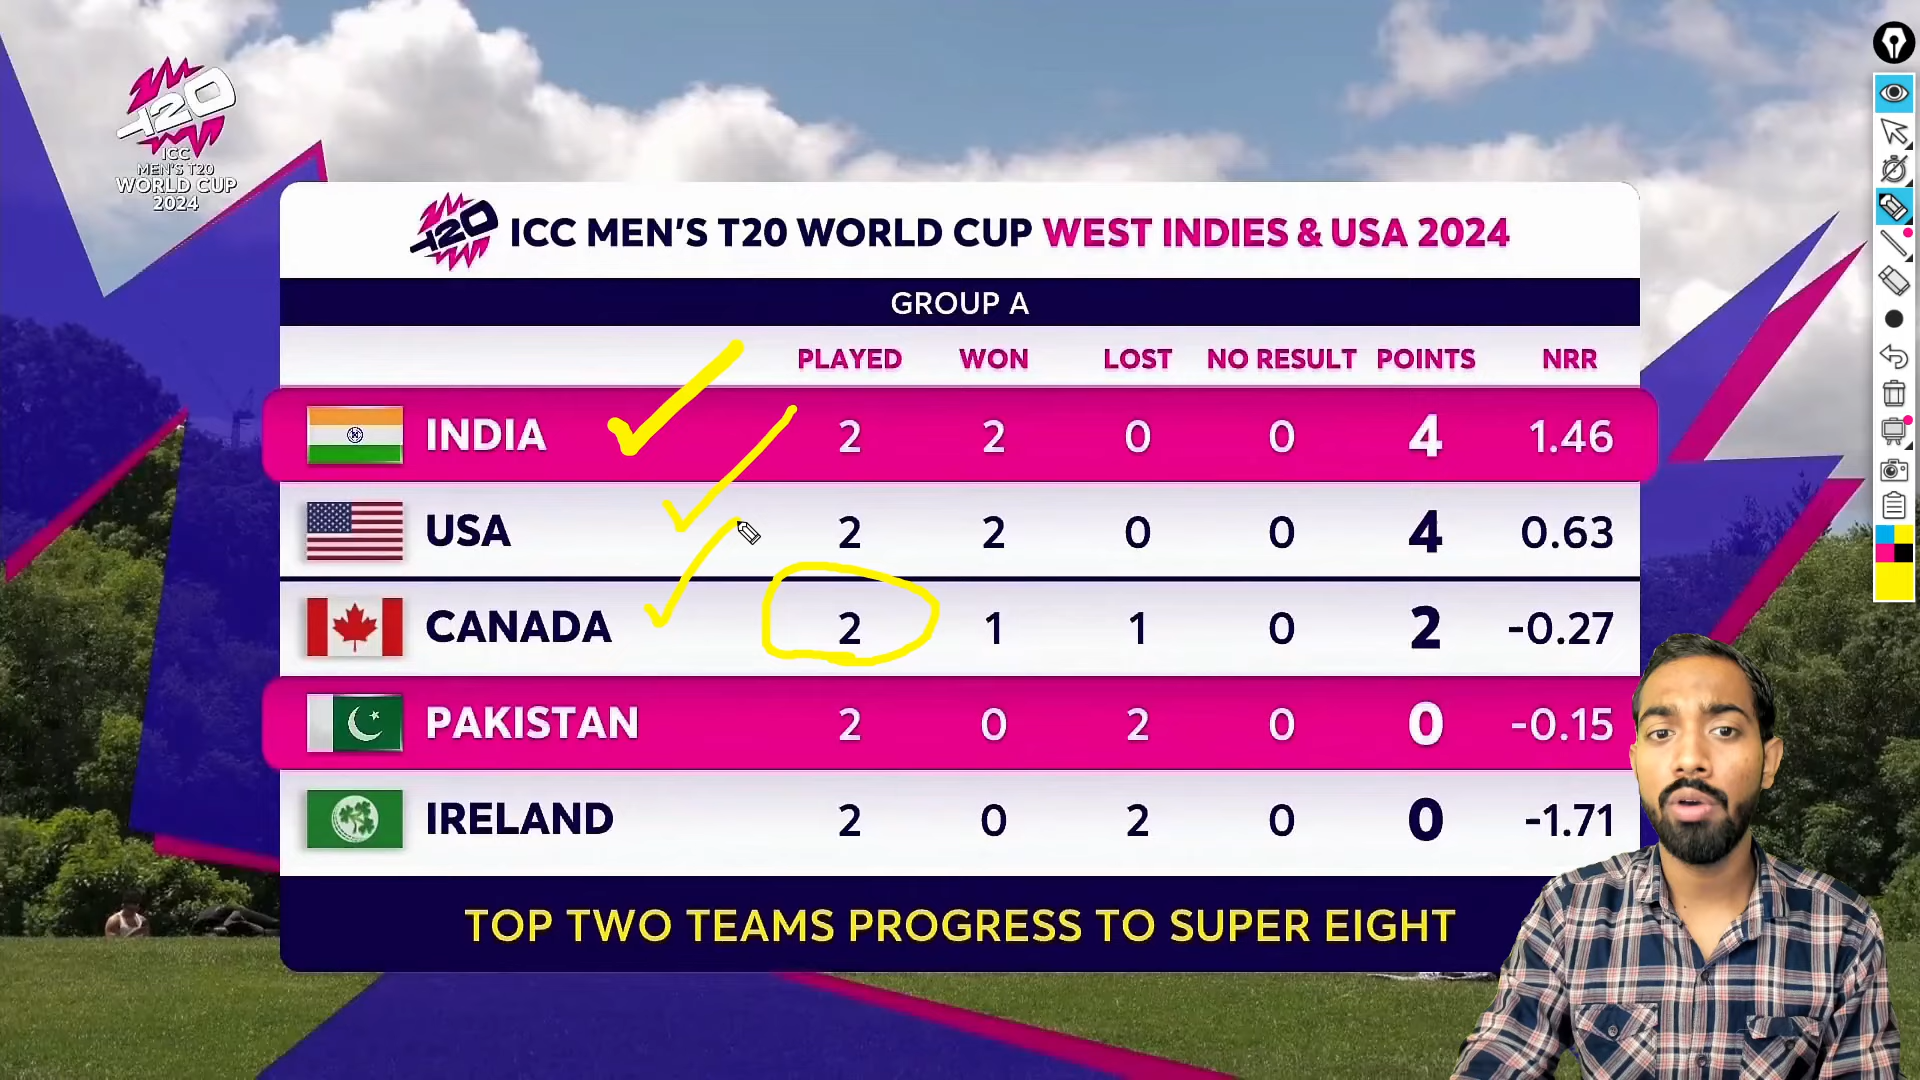 T20
ICC
MEN'S T20
WORLD CUP
2024
T20 ICC MEN'S T20 WORLD CUP WEST INDIES & USA 2024
GROUP A
PLAYED WON LOST NO RESULT POINTS NRR
INDIA 2 2 0 0 4 1.46
USA 2 2 0 0 4 0.63
CANADA 2 1 1 0 2 -0.27
PAKISTAN 2 0 2 0 0 -0.15
IRELAND 2 0 2 0 0 -1.71
TOP TWO TEAMS PROGRESS TO SUPER EIGHT